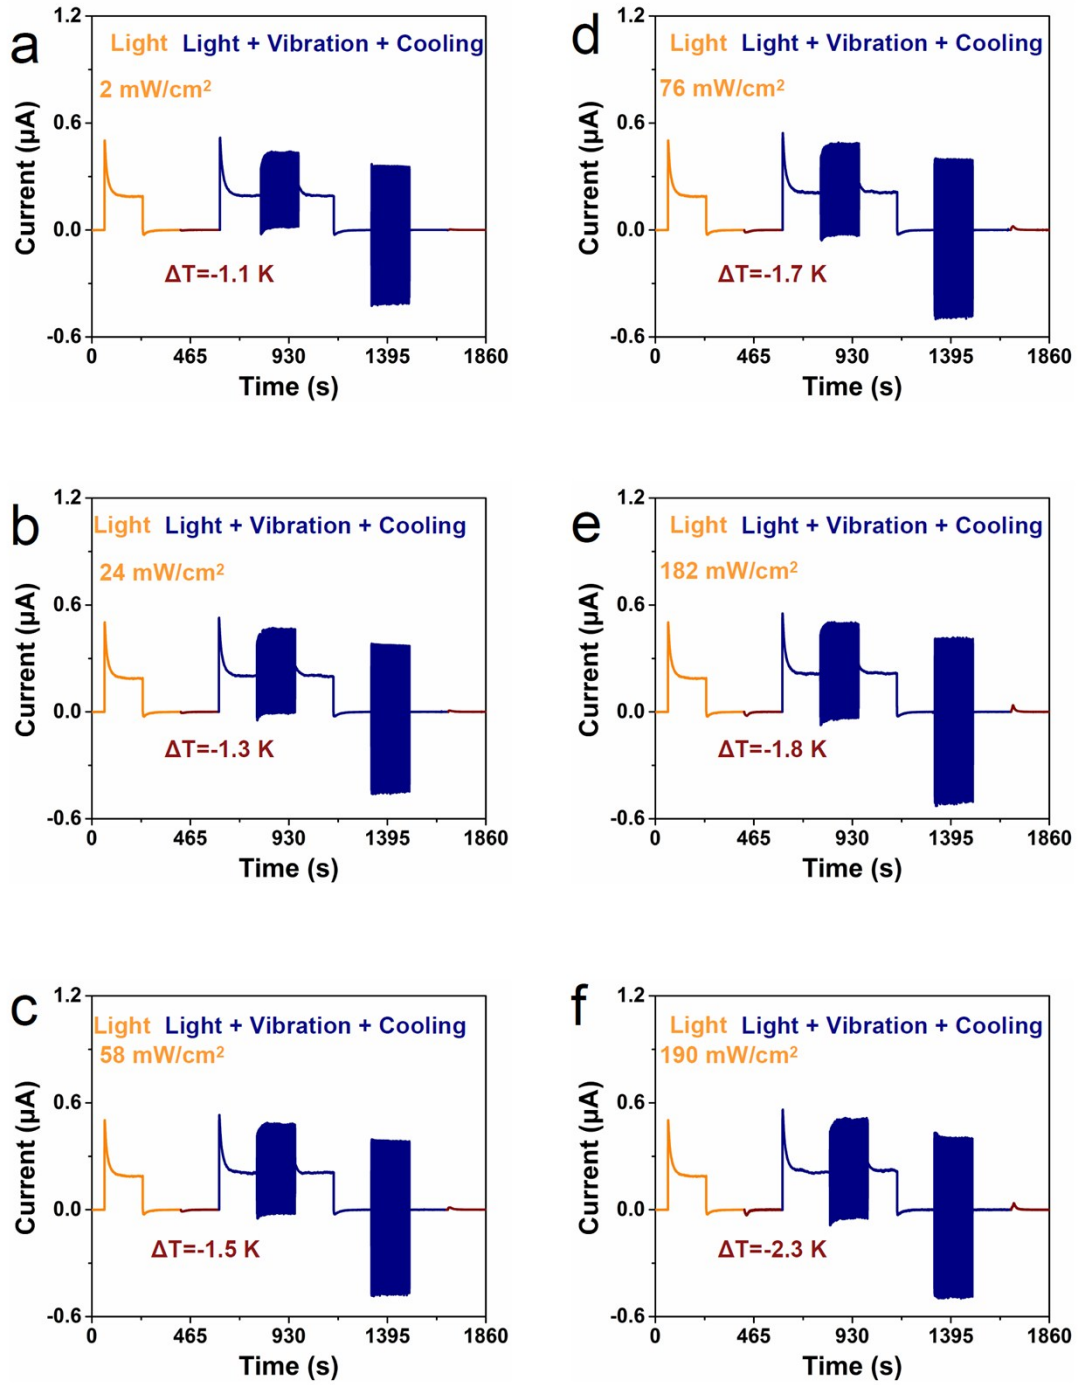 a
Light Light + Vibration + Cooling
2 mW/cm²
ΔT=-1.1 K
Current (μA)
1.2
0.6
0.0
-0.6
0 465 930 1395 1860
Time (s)
d
Light Light + Vibration + Cooling
76 mW/cm²
ΔT=-1.7 K
Current (μA)
1.2
0.6
0.0
-0.6
0 465 930 1395 1860
Time (s)
b
Light Light + Vibration + Cooling
24 mW/cm²
ΔT=-1.3 K
Current (μA)
1.2
0.6
0.0
-0.6
0 465 930 1395 1860
Time (s)
e
Light Light + Vibration + Cooling
182 mW/cm²
ΔT=-1.8 K
Current (μA)
1.2
0.6
0.0
-0.6
0 465 930 1395 1860
Time (s)
c
Light Light + Vibration + Cooling
58 mW/cm²
ΔT=-1.5 K
Current (μA)
1.2
0.6
0.0
-0.6
0 465 930 1395 1860
Time (s)
f
Light Light + Vibration + Cooling
190 mW/cm²
ΔT=-2.3 K
Current (μA)
1.2
0.6
0.0
-0.6
0 465 930 1395 1860
Time (s)